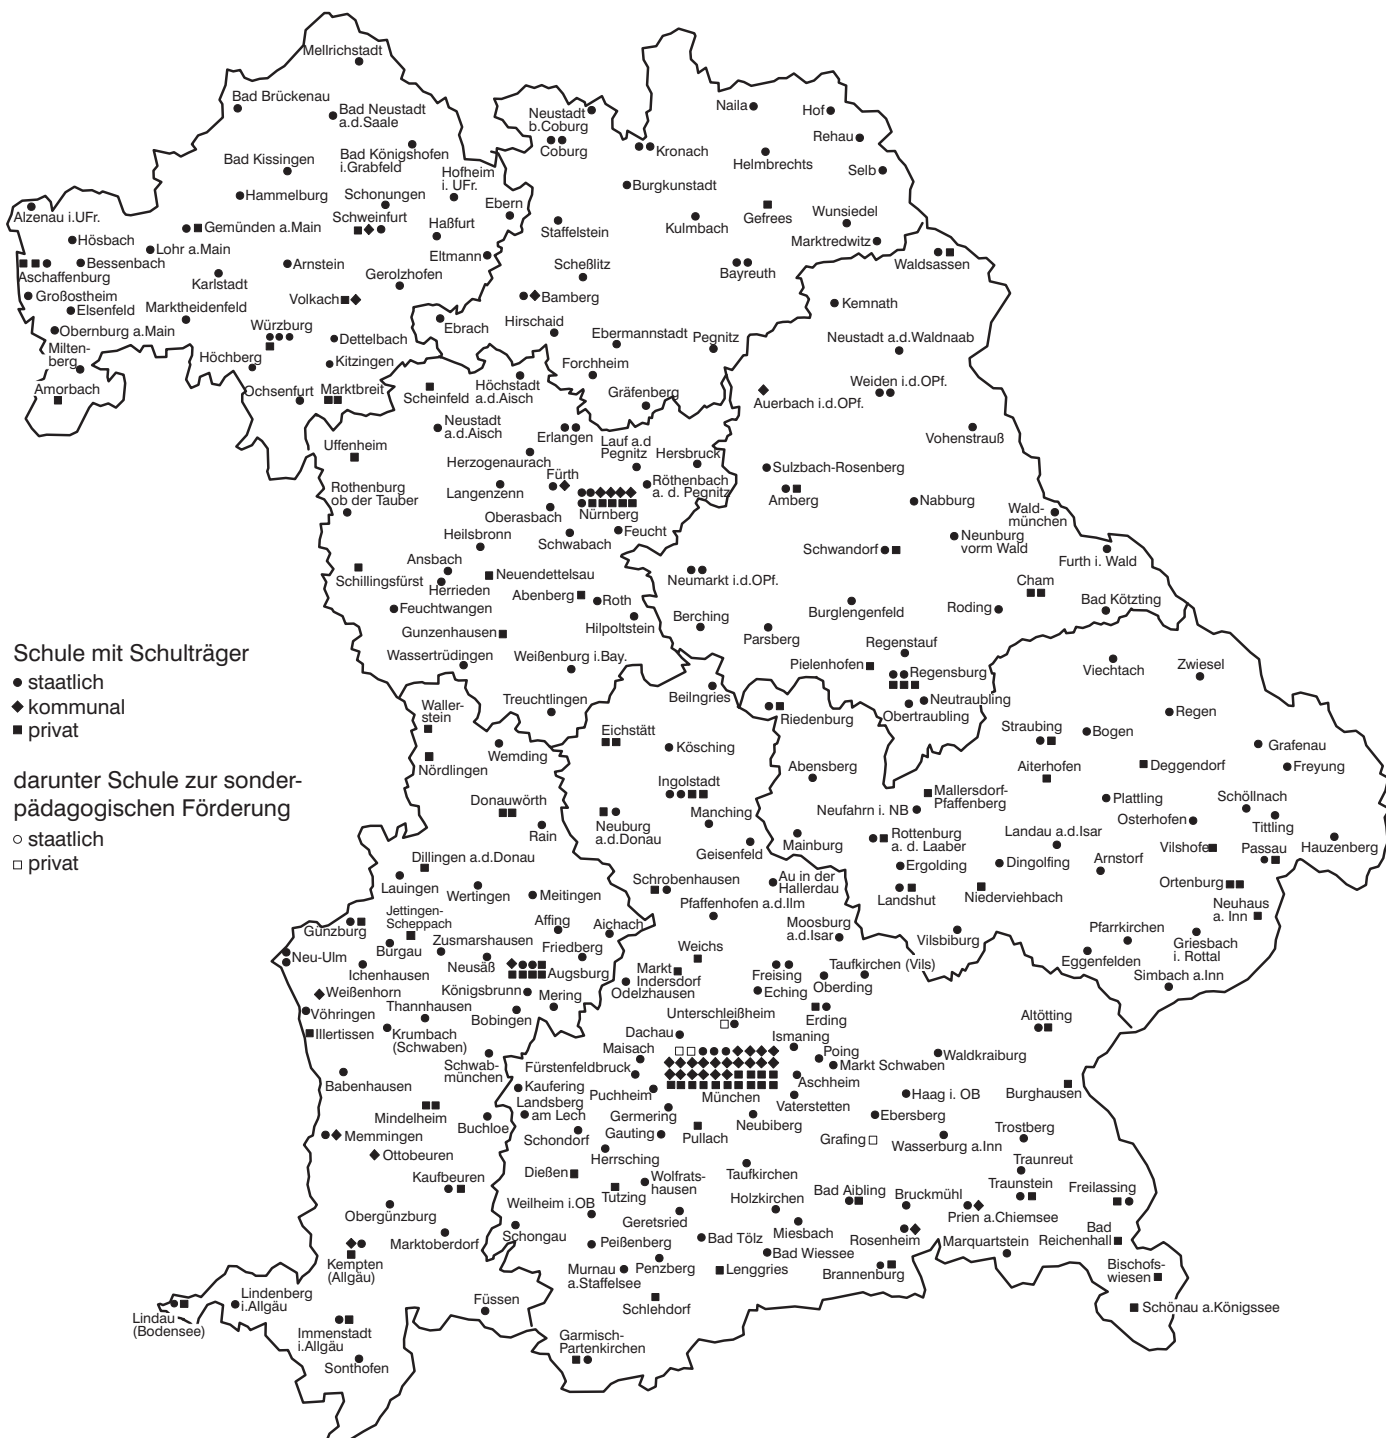 Mellrichstadt
Bad Brückenau
Bad Neustadt
a.d.Saale
Neustadt
b.Coburg
Coburg
Naila
Hof
Rehau
Kronach
Helmbrechts
Selb
Bad Kissingen
Bad Königshofen
i.Grabfeld
Hofheim
i. UFr.
Burgkunstadt
Hammelburg
Schonungen
Ebern
Alzenau i.UFr.
Gemünden a.Main
Schweinfurt
Haßfurt
Staffelstein
Kulmbach
Gefrees
Wunsiedel
Marktredwitz
Hösbach
Lohr a.Main
Eltmann
Bessenbach
Aschaffenburg
Arnstein
Scheßlitz
Bayreuth
Waldsassen
Karlstadt
Gerolzhofen
Großostheim
Elsenfeld
Marktheidenfeld
Volkach
Bamberg
Kemnath
Obernburg a.Main
Würzburg
Dettelbach
Ebrach
Hirschaid
Ebermannstadt
Pegnitz
Neustadt a.d.Waldnaab
Milten-
berg
Höchberg
Kitzingen
Forchheim
Amorbach
Ochsenfurt
Marktbreit
Scheinfeld
Höchstadt
a.d.Aisch
Gräfenberg
Auerbach i.d.OPf.
Weiden i.d.OPf.
Neustadt
a.d.Aisch
Erlangen
Lauf a.d
Pegnitz
Hersbruck
Vohenstrauß
Uffenheim
Herzogenaurach
Fürth
Röthenbach
a. d. Pegnitz
Sulzbach-Rosenberg
Rothenburg
ob der Tauber
Langenzenn
Nürnberg
Amberg
Nabburg
Oberasbach
Wald-
münchen
Heilsbronn
Schwabach
Feucht
Schwandorf
Neunburg
vorm Wald
Furth i. Wald
Ansbach
Schillingsfürst
Herrieden
Neuendettelsau
Neumarkt i.d.OPf.
Cham
Abenberg
Roth
Feuchtwangen
Hilpoltstein
Berching
Burglengenfeld
Roding
Bad Kötzting
Gunzenhausen
Parsberg
Regenstauf
Schule mit Schulträger
staatlich
kommunal
privat
darunter Schule zur sonder-
pädagogischen Förderung
staatlich
privat
Wassertrüdingen
Weißenburg i.Bay.
Pielenhofen
Regensburg
Viechtach
Zwiesel
Treuchtlingen
Beilngries
Riedenburg
Neutraubling
Obertraubling
Straubing
Bogen
Regen
Waller-
stein
Wemding
Eichstätt
Kösching
Grafenau
Nördlingen
Abensberg
Aiterhofen
Deggendorf
Freyung
Ingolstadt
Mallersdorf-
Pfaffenberg
Neufahrn i. NB
Plattling
Schöllnach
Donauwörth
Manching
Osterhofen
Tittling
Rain
Neuburg
a.d.Donau
Geisenfeld
Mainburg
Rottenburg
a. d. Laaber
Landau a.d.Isar
Vilshofen
Passau
Hauzenberg
Dillingen a.d.Donau
Ergolding
Dingolfing
Arnstorf
Lauingen
Wertingen
Meitingen
Schrobenhausen
Au in der
Hallerdau
Landshut
Niederviehbach
Ortenburg
Neuhaus
a. Inn
Jettingen-
Scheppach
Affing
Aichach
Pfaffenhofen a.d.Ilm
Moosburg
a.d.Isar
Vilsbiburg
Pfarrkirchen
Griesbach
i. Rottal
Günzburg
Burgau
Zusmarshausen
Friedberg
Weichs
Eggenfelden
Neu-Ulm
Ichenhausen
Neusäß
Augsburg
Markt
Indersdorf
Freising
Taufkirchen (Vils)
Simbach a.Inn
Weißenhorn
Königsbrunn
Mering
Odelzhausen
Eching
Oberding
Vöhringen
Thannhausen
Bobingen
Unterschleißheim
Erding
Altötting
Illertissen
Krumbach
(Schwaben)
Dachau
Ismaning
Maisach
Poing
Waldkraiburg
Schwab-
münchen
Fürstenfeldbruck
Markt Schwaben
Babenhausen
Kaufering
Puchheim
München
Aschheim
Haag i. OB
Burghausen
Landsberg
am Lech
Germering
Vaterstetten
Mindelheim
Buchloe
Neubiberg
Ebersberg
Trostberg
Memmingen
Schondorf
Gauting
Pullach
Grafing
Wasserburg a.Inn
Ottobeuren
Herrsching
Traunreut
Kaufbeuren
Dießen
Taufkirchen
Wolfrats-
hausen
Tutzing
Traunstein
Freilassing
Weilheim i.OB
Holzkirchen
Bad Aibling
Bruckmühl
Obergünzburg
Geretsried
Prien a.Chiemsee
Marktoberdorf
Schongau
Peißenberg
Bad Tölz
Miesbach
Rosenheim
Marquartstein
Bad
Reichenhall
Kempten
(Allgäu)
Bad Wiessee
Murnau
a.Staffelsee
Penzberg
Lenggries
Brannenburg
Bischofs-
wiesen
Lindau
(Bodensee)
Lindenberg
i.Allgäu
Füssen
Schlehdorf
Schönau a.Königssee
Immenstadt
i.Allgäu
Garmisch-
Partenkirchen
Sonthofen